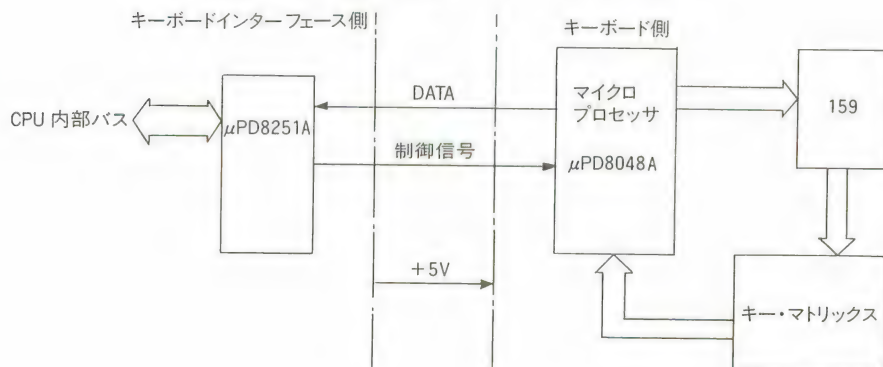 キーボードインターフェース側
キーボード側
CPU 内部バス
μPD8251A
DATA
制御信号
+5V
マイクロ
プロセッサ
μPD8048A
159
キー・マトリックス